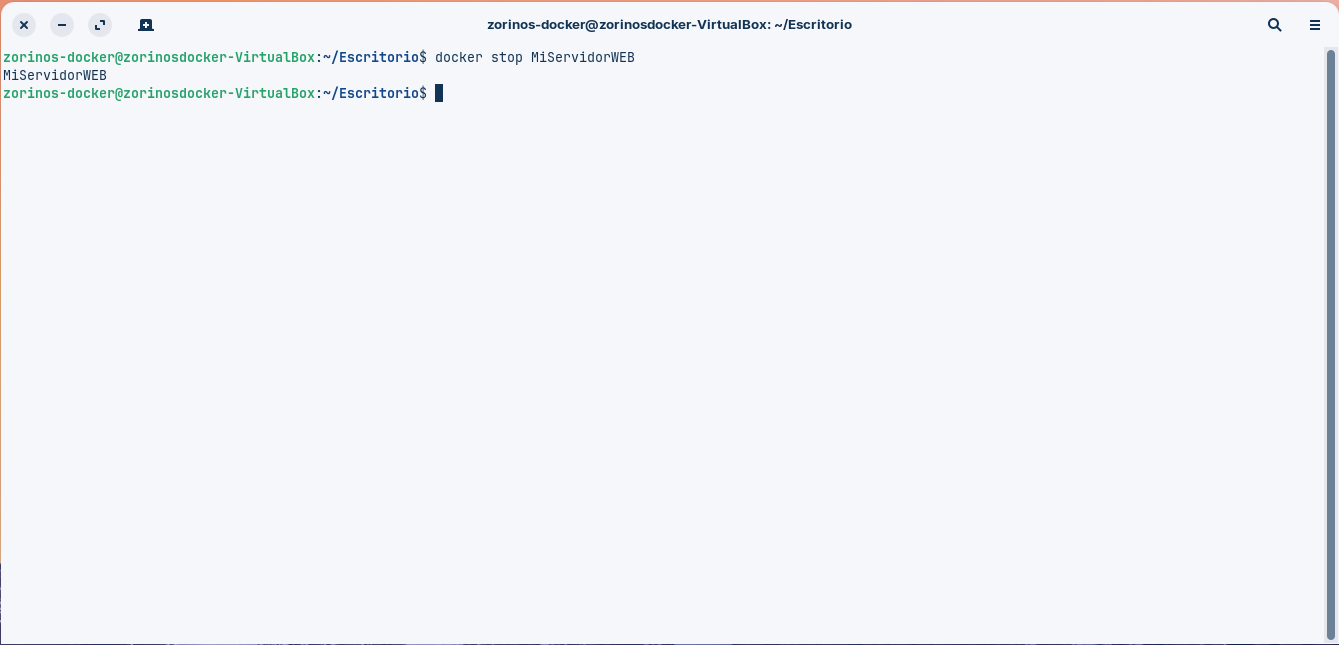 zorinos-docker@zorinosdocker-VirtualBox: ~/Escritorio
zorinos-docker@zorinosdocker-VirtualBox:~/Escritorio$ docker stop MiServidorWEB
MiServidorWEB
zorinos-docker@zorinosdocker-VirtualBox:~/Escritorio$